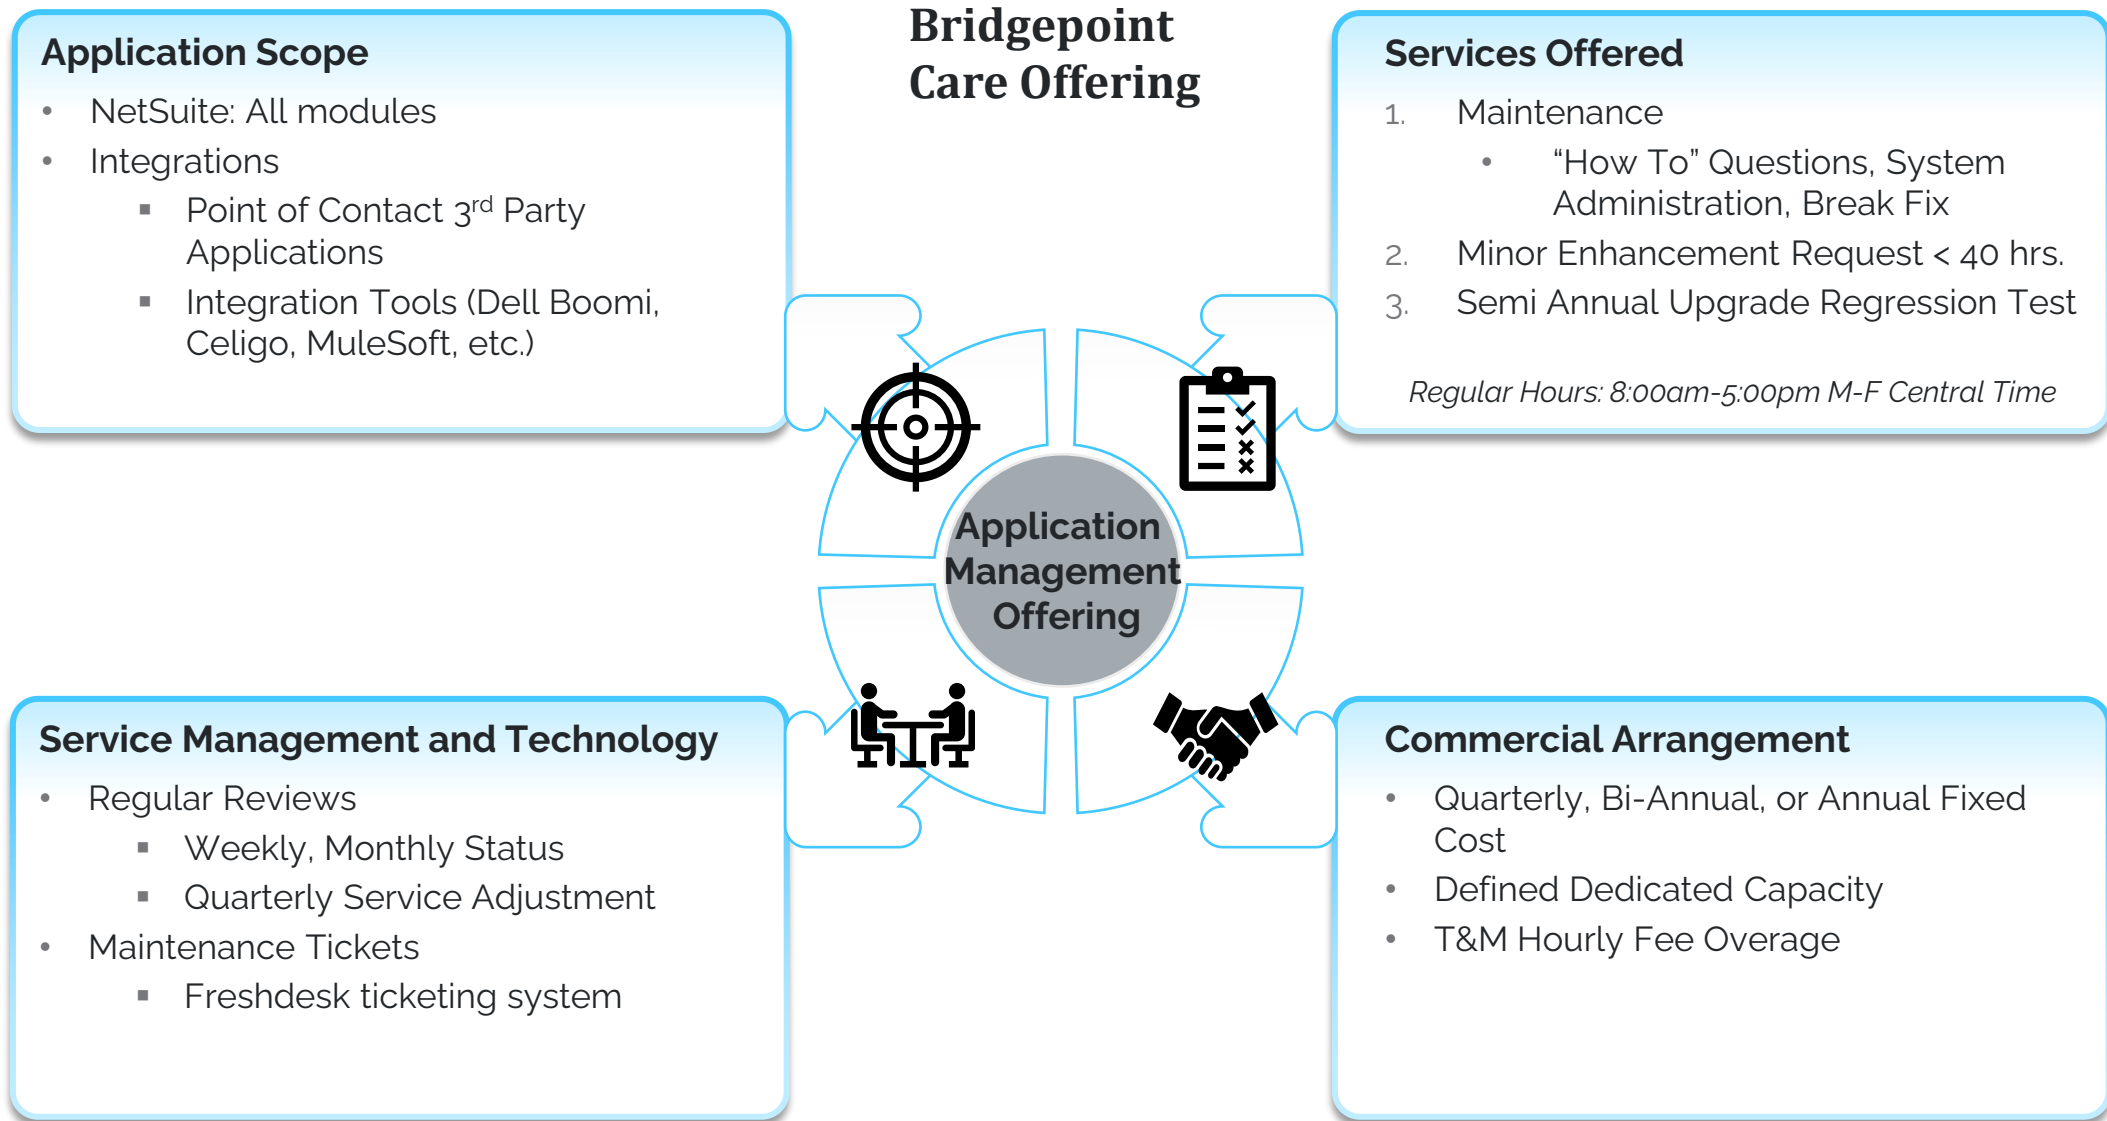 Bridgepoint
Care Offering
Application Scope
• NetSuite: All modules
• Integrations
▪ Point of Contact 3rd Party
Applications
▪ Integration Tools (Dell Boomi,
Celigo, MuleSoft, etc.)
Services Offered
1. Maintenance
• “How To” Questions, System
Administration, Break Fix
2. Minor Enhancement Request < 40 hrs.
3. Semi Annual Upgrade Regression Test
Regular Hours: 8:00am-5:00pm M-F Central Time
Application
Management
Offering
Service Management and Technology
• Regular Reviews
▪ Weekly, Monthly Status
▪ Quarterly Service Adjustment
• Maintenance Tickets
▪ Freshdesk ticketing system
Commercial Arrangement
• Quarterly, Bi-Annual, or Annual Fixed
Cost
• Defined Dedicated Capacity
• T&M Hourly Fee Overage